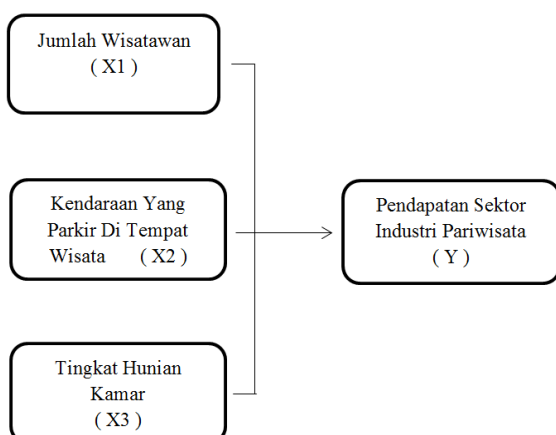 Jumlah Wisatawan
( X1 )
Kendaraan Yang
Parkir Di Tempat
Wisata ( X2 )
Pendapatan Sektor
Industri Pariwisata
( Y )
Tingkat Hunian
Kamar
( X3 )